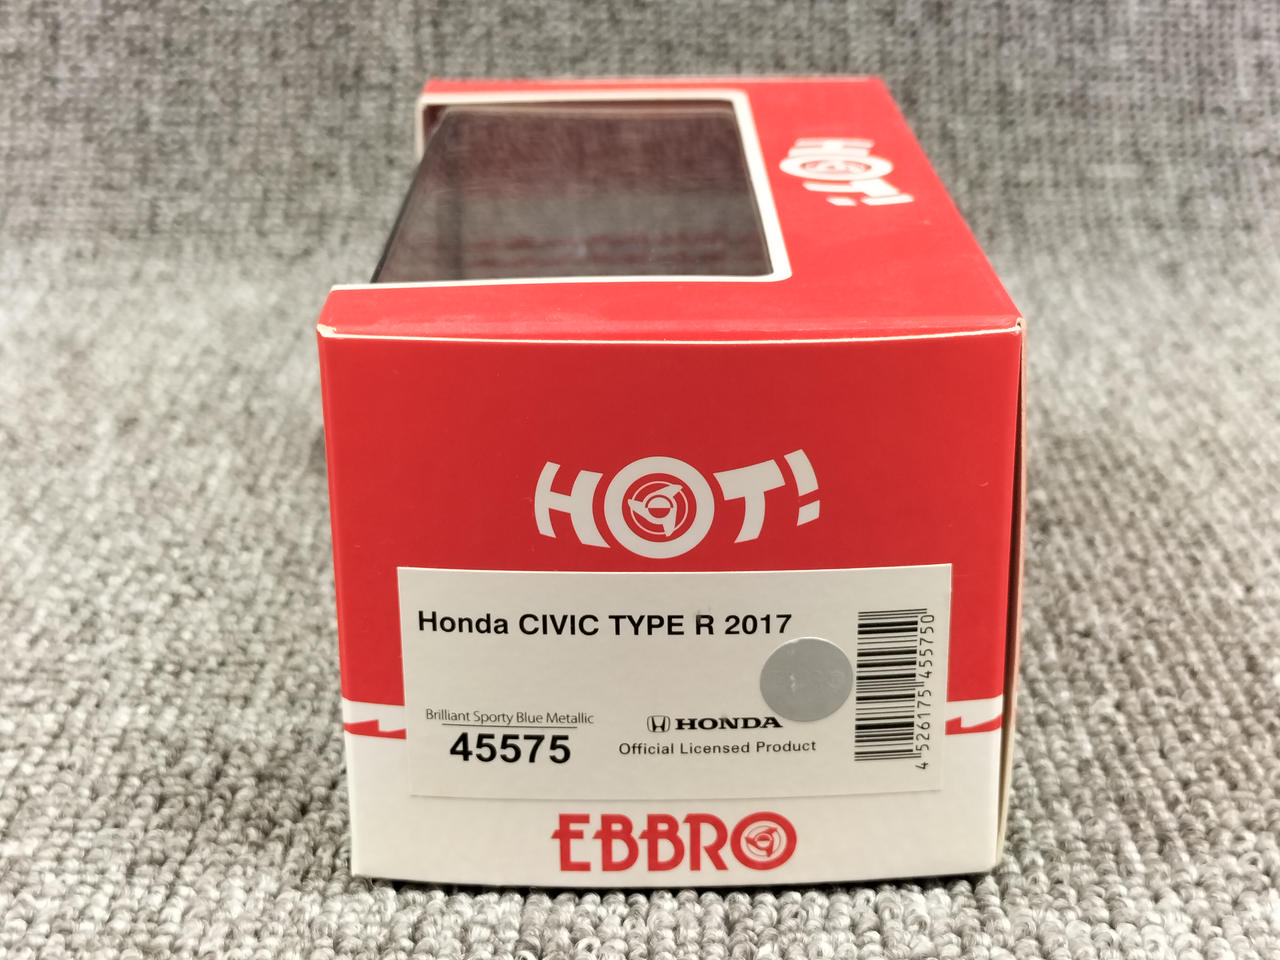 HOT!
HOT!
Honda CIVIC TYPE R 2017
Brilliant Sporty Blue Metallic
45575
HONDA
Official Licensed Product
4 526175 455750
EBBRO